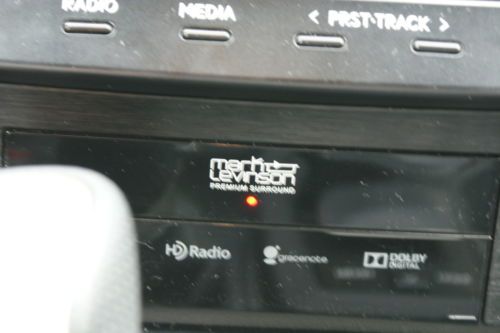 RADIO
MEDIA
< PRST·TRACK >
mark
Levinson
PREMIUM SURROUND
HD Radio
gracenote
DOLBY
DIGITAL